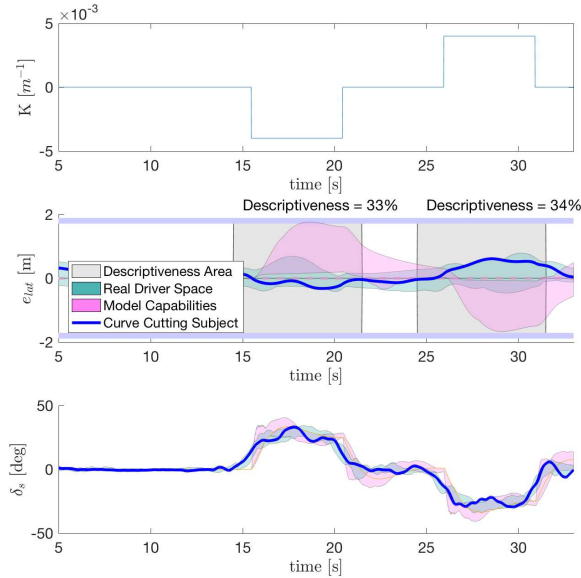 ×10⁻³
5
0
-5
K [m⁻¹]
5 10 15 20 25 30
time [s]
Descriptiveness = 33% Descriptiveness = 34%
2
0
-2
e_lat [m]
Descriptiveness Area
Real Driver Space
Model Capabilities
Curve Cutting Subject
5 10 15 20 25 30
time [s]
50
0
-50
δ_s [deg]
5 10 15 20 25 30
time [s]